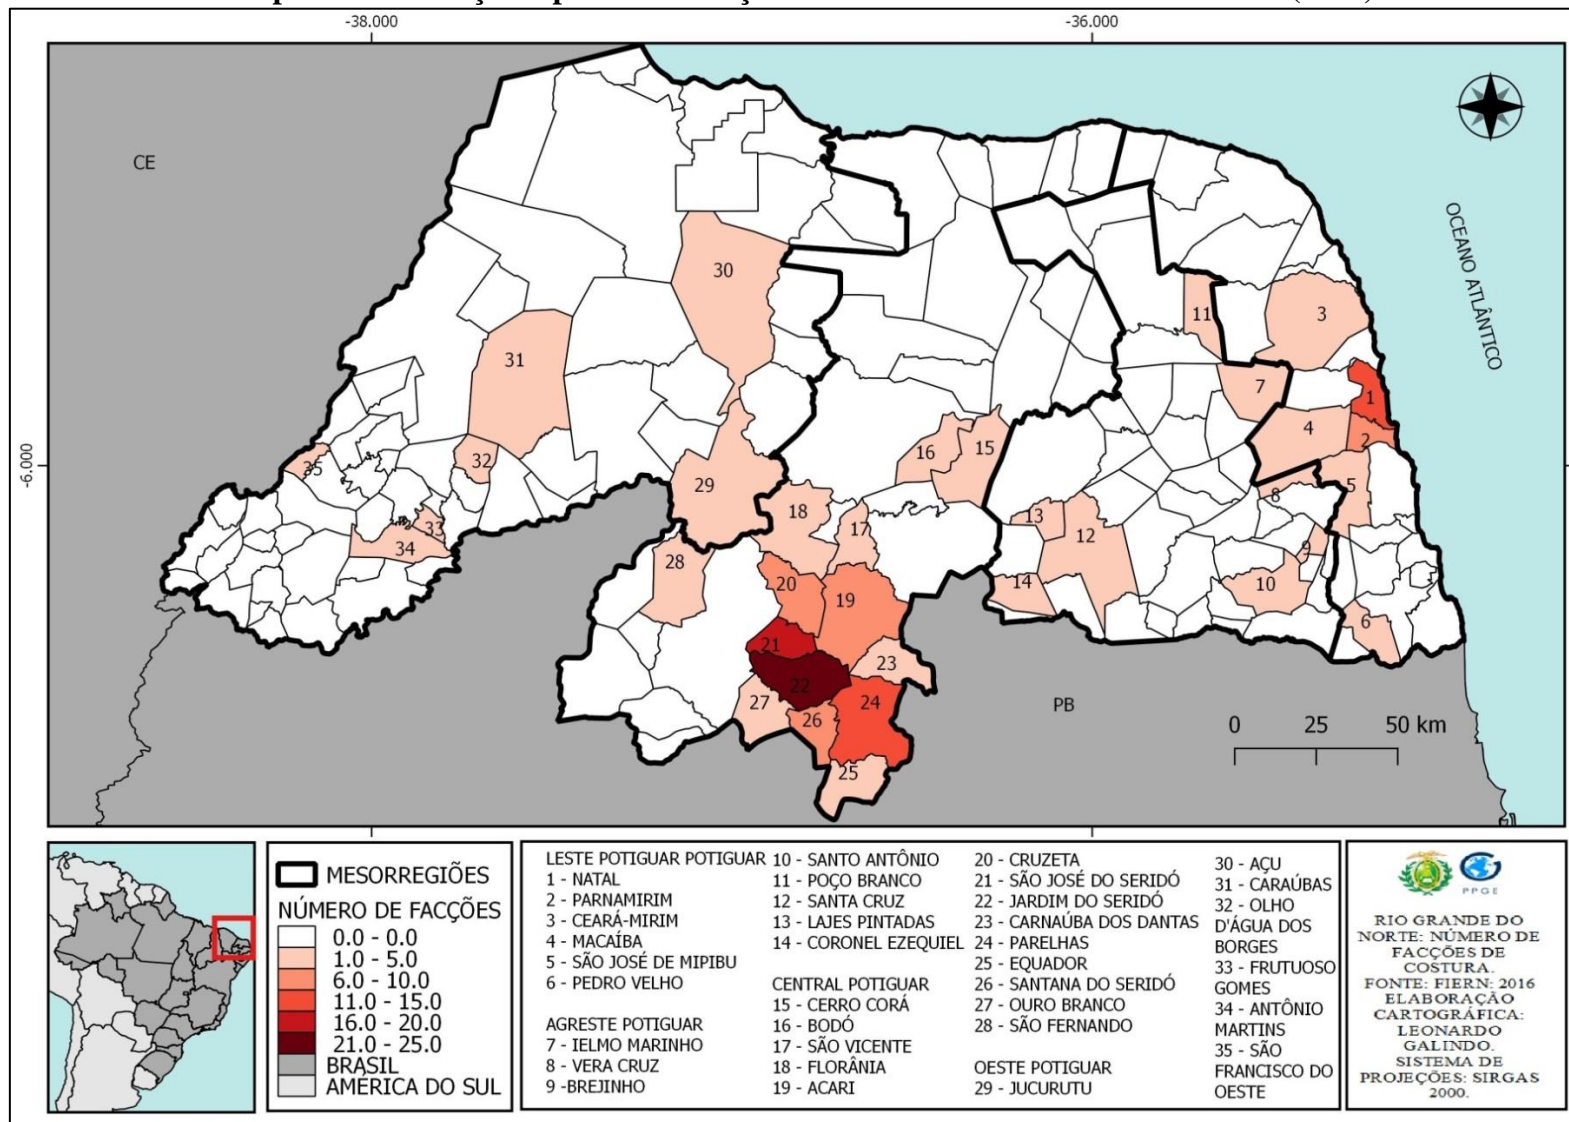 -38.000
-36.000
CE
OCEANO ATLÂNTICO
30
11
3
31
7
1
4
2
16
15
35
32
29
18
17
13
12
8
5
33
34
28
20
19
14
9
10
6
21
22
23
27
26
24
25
-6.000
PB
0 25 50 km
MESORREGIÕES
NÚMERO DE FACÇÕES
0.0 - 0.0
1.0 - 5.0
6.0 - 10.0
11.0 - 15.0
16.0 - 20.0
21.0 - 25.0
BRASIL
AMÉRICA DO SUL
LESTE POTIGUAR POTIGUAR
1 - NATAL
2 - PARNAMIRIM
3 - CEARÁ-MIRIM
4 - MACAÍBA
5 - SÃO JOSÉ DE MIPIBU
6 - PEDRO VELHO
AGRESTE POTIGUAR
7 - IELMO MARINHO
8 - VERA CRUZ
9 -BREJINHO
10 - SANTO ANTÔNIO
11 - POÇO BRANCO
12 - SANTA CRUZ
13 - LAJES PINTADAS
14 - CORONEL EZEQUIEL
CENTRAL POTIGUAR
15 - CERRO CORÁ
16 - BODÓ
17 - SÃO VICENTE
18 - FLORÂNIA
19 - ACARI
20 - CRUZETA
21 - SÃO JOSÉ DO SERIDÓ
22 - JARDIM DO SERIDÓ
23 - CARNAÚBA DOS DANTAS
24 - PARELHAS
25 - EQUADOR
26 - SANTANA DO SERIDÓ
27 - OURO BRANCO
28 - SÃO FERNANDO
OESTE POTIGUAR
29 - JUCURUTU
30 - AÇU
31 - CARAÚBAS
32 - OLHO
D'ÁGUA DOS
BORGES
33 - FRUTUOSO
GOMES
34 - ANTÔNIO
MARTINS
35 - SÃO
FRANCISCO DO
OESTE
PPGE
RIO GRANDE DO
NORTE: NÚMERO DE
FACÇÕES DE
COSTURA.
FONTE: FIERN: 2016
ELABORAÇÃO
CARTOGRÁFICA:
LEONARDO
GALINDO.
SISTEMA DE
PROJEÇÕES: SIRGAS
2000.